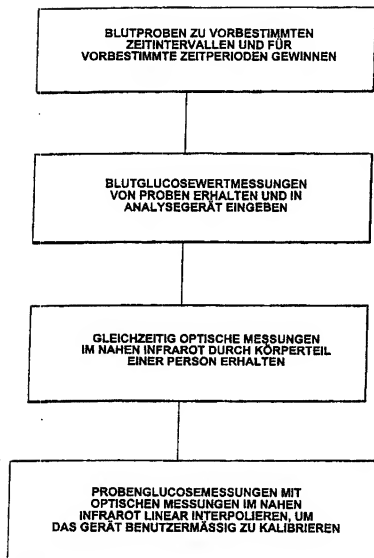 BLUTPROBEN ZU VORBESTIMMTEN
ZEITINTERVALLEN UND FÜR
VORBESTIMMTE ZEITPERIODEN GEWINNEN
BLUTGLUCOSEWERTMESSUNGEN
VON PROBEN ERHALTEN UND IN
ANALYSEGERÄT EINGEBEN
GLEICHZEITIG OPTISCHE MESSUNGEN
IM NAHEN INFRAROT DURCH KÖRPERTEIL
EINER PERSON ERHALTEN
PROBENGLUCOSEMESSUNGEN MIT
OPTISCHEN MESSUNGEN IM NAHEN
INFRAROT LINEAR INTERPOLIEREN, UM
DAS GERÄT BENUTZERMÄSSIG ZU KALIBRIEREN